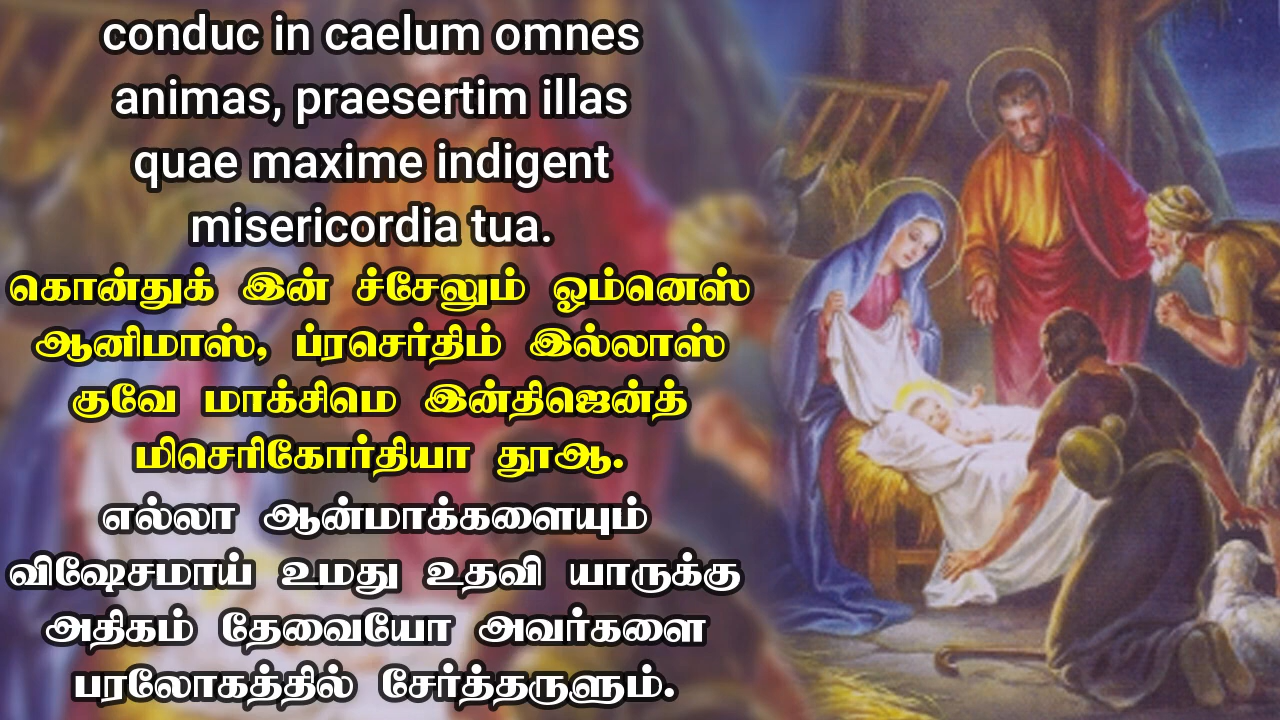 conduc in caelum omnes
animas, praesertim illas
quae maxime indigent
misericordia tua.
கொன்துக் இன் ச்சேலும் ஓம்னெஸ்
ஆனிமாஸ், ப்ரசெர்திம் இல்லாஸ்
குவே மாக்சிமெ இன்திஜென்த்
மிசெரிகோர்தியா தூஆ.
எல்லா ஆன்மாக்களையும்
விஷேசமாய் உமது உதவி யாருக்கு
அதிகம் தேவையோ அவர்களை
பரலோகத்தில் சேர்த்தருளும்.